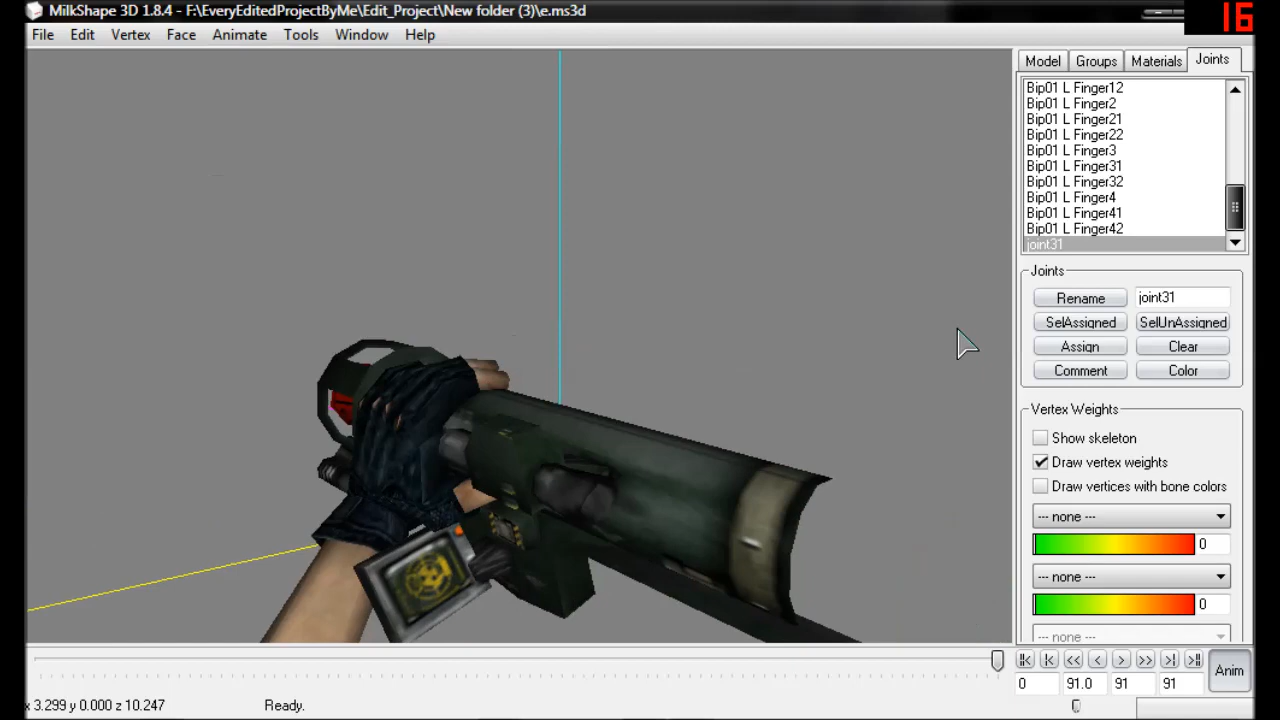 MilkShape 3D 1.8.4 - F:\EveryEditedProjectByMe\Edit_Project\New folder (3)\e.ms3d
16
File Edit Vertex Face Animate Tools Window Help
Model Groups Materials Joints
Bip01 L Finger12
Bip01 L Finger2
Bip01 L Finger21
Bip01 L Finger22
Bip01 L Finger3
Bip01 L Finger31
Bip01 L Finger32
Bip01 L Finger4
Bip01 L Finger41
Bip01 L Finger42
joint31
Joints
Rename joint31
SelAssigned SelUnAssigned
Assign Clear
Comment Color
Vertex Weights
Show skeleton
Draw vertex weights
Draw vertices with bone colors
-- none --
0
-- none --
0
-- none --
Anim
0 91.0 91 91
x 3.299 y 0.000 z 10.247 Ready.